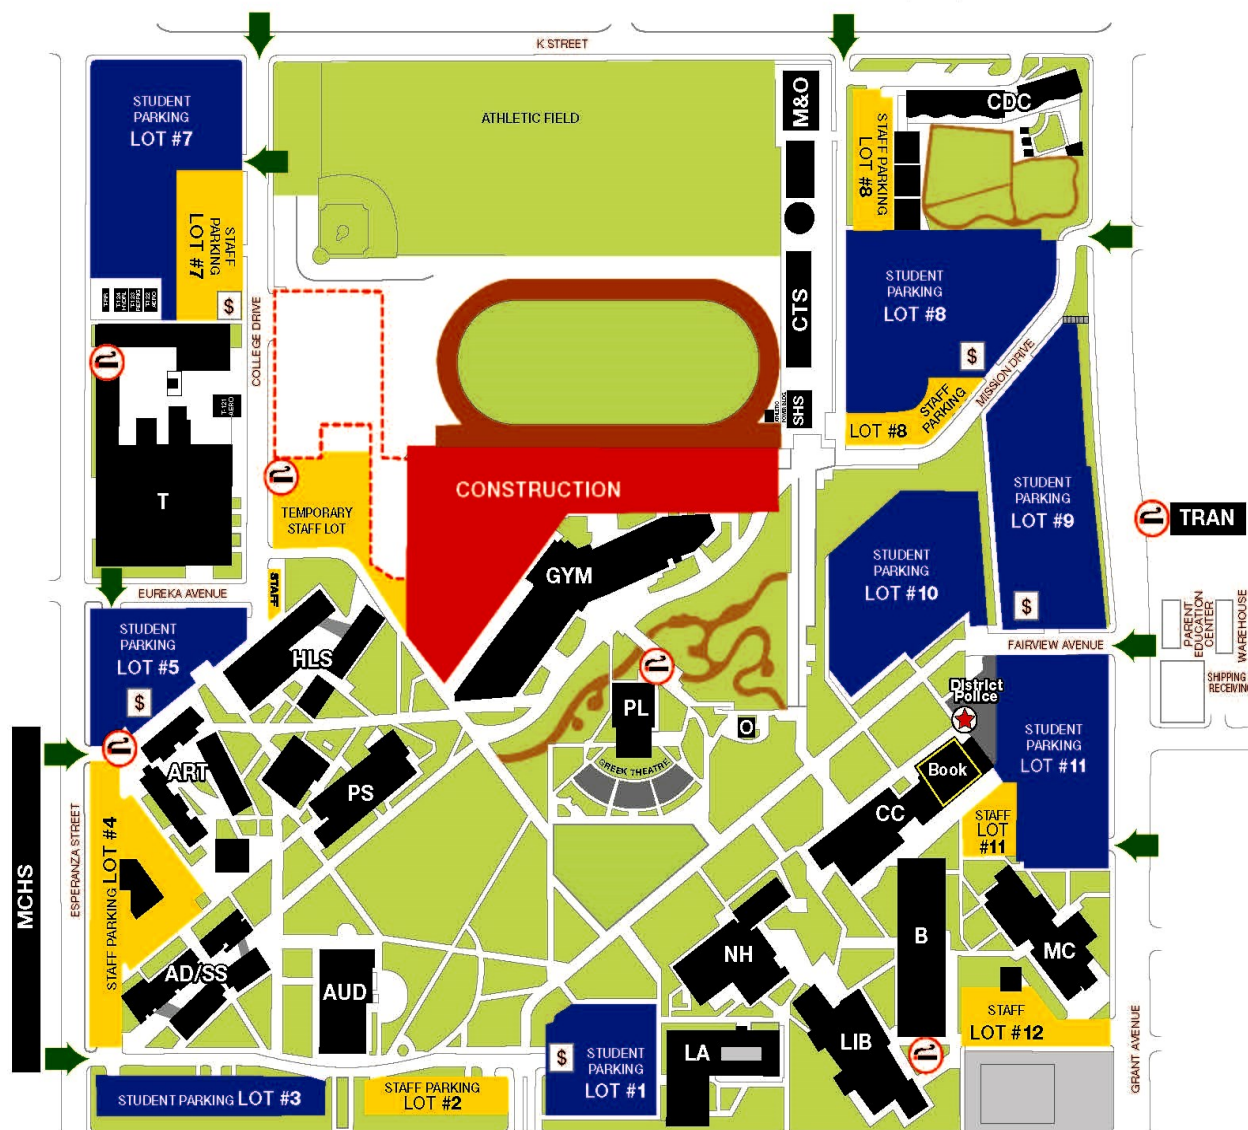 K STREET
STUDENT
PARKING
LOT #7
ATHLETIC FIELD
M&O
STAFF PARKING
LOT #8
CDC
STAFF
PARKING
LOT #7
$
STUDENT
PARKING
LOT #8
$
CTS
SHS
COLLEGE DRIVE
T-121
AERO
MISSION DRIVE
STAFF
PARKING
LOT #8
T
TEMPORARY
STAFF LOT
CONSTRUCTION
STUDENT
PARKING
LOT #9
$
TRAN
STUDENT
PARKING
LOT #10
GYM
STAFF
EUREKA AVENUE
STUDENT
PARKING
LOT #5
$
HLS
FAIRVIEW AVENUE
PARENT
EDUCATION
CENTER
WAREHOUSE
SHIPPING
RECEIVING
District
Police
PL
O
GREEK THEATRE
STUDENT
PARKING
LOT #11
Book
CC
STAFF
LOT
#11
ART
PS
MCHS
ESPERANZA STREET
STAFF PARKING LOT #4
AD/SS
AUD
NH
B
MC
STAFF
LOT #12
LIB
LA
$
STUDENT
PARKING
LOT #1
STAFF PARKING
LOT #2
STUDENT PARKING LOT #3
GRANT AVENUE